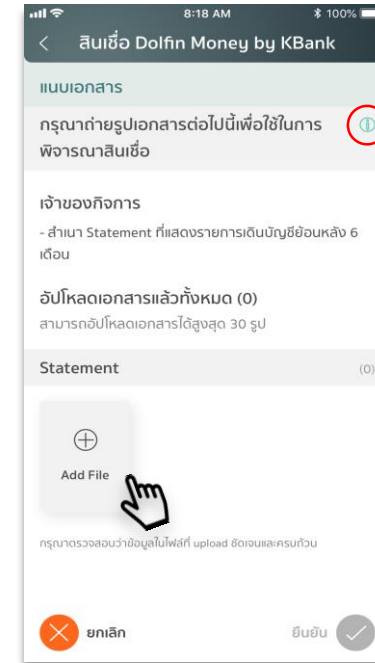 8:18 AM
100%
สินเชื่อ Dolfin Money by KBank
แนบเอกสาร
กรุณาถ่ายรูปเอกสารต่อไปนี้เพื่อใช้ในการ
พิจารณาสินเชื่อ
เจ้าของกิจการ
- สำเนา Statement ที่แสดงรายการเดินบัญชีย้อนหลัง 6
เดือน
อัปโหลดเอกสารแล้วทั้งหมด (0)
สามารถอัปโหลดเอกสารได้สูงสุด 30 รูป
Statement (0)
Add File
กรุณาตรวจสอบว่าข้อมูลในไฟล์ที่ upload ชัดเจนและครบถ้วน
ยกเลิก ยืนยัน